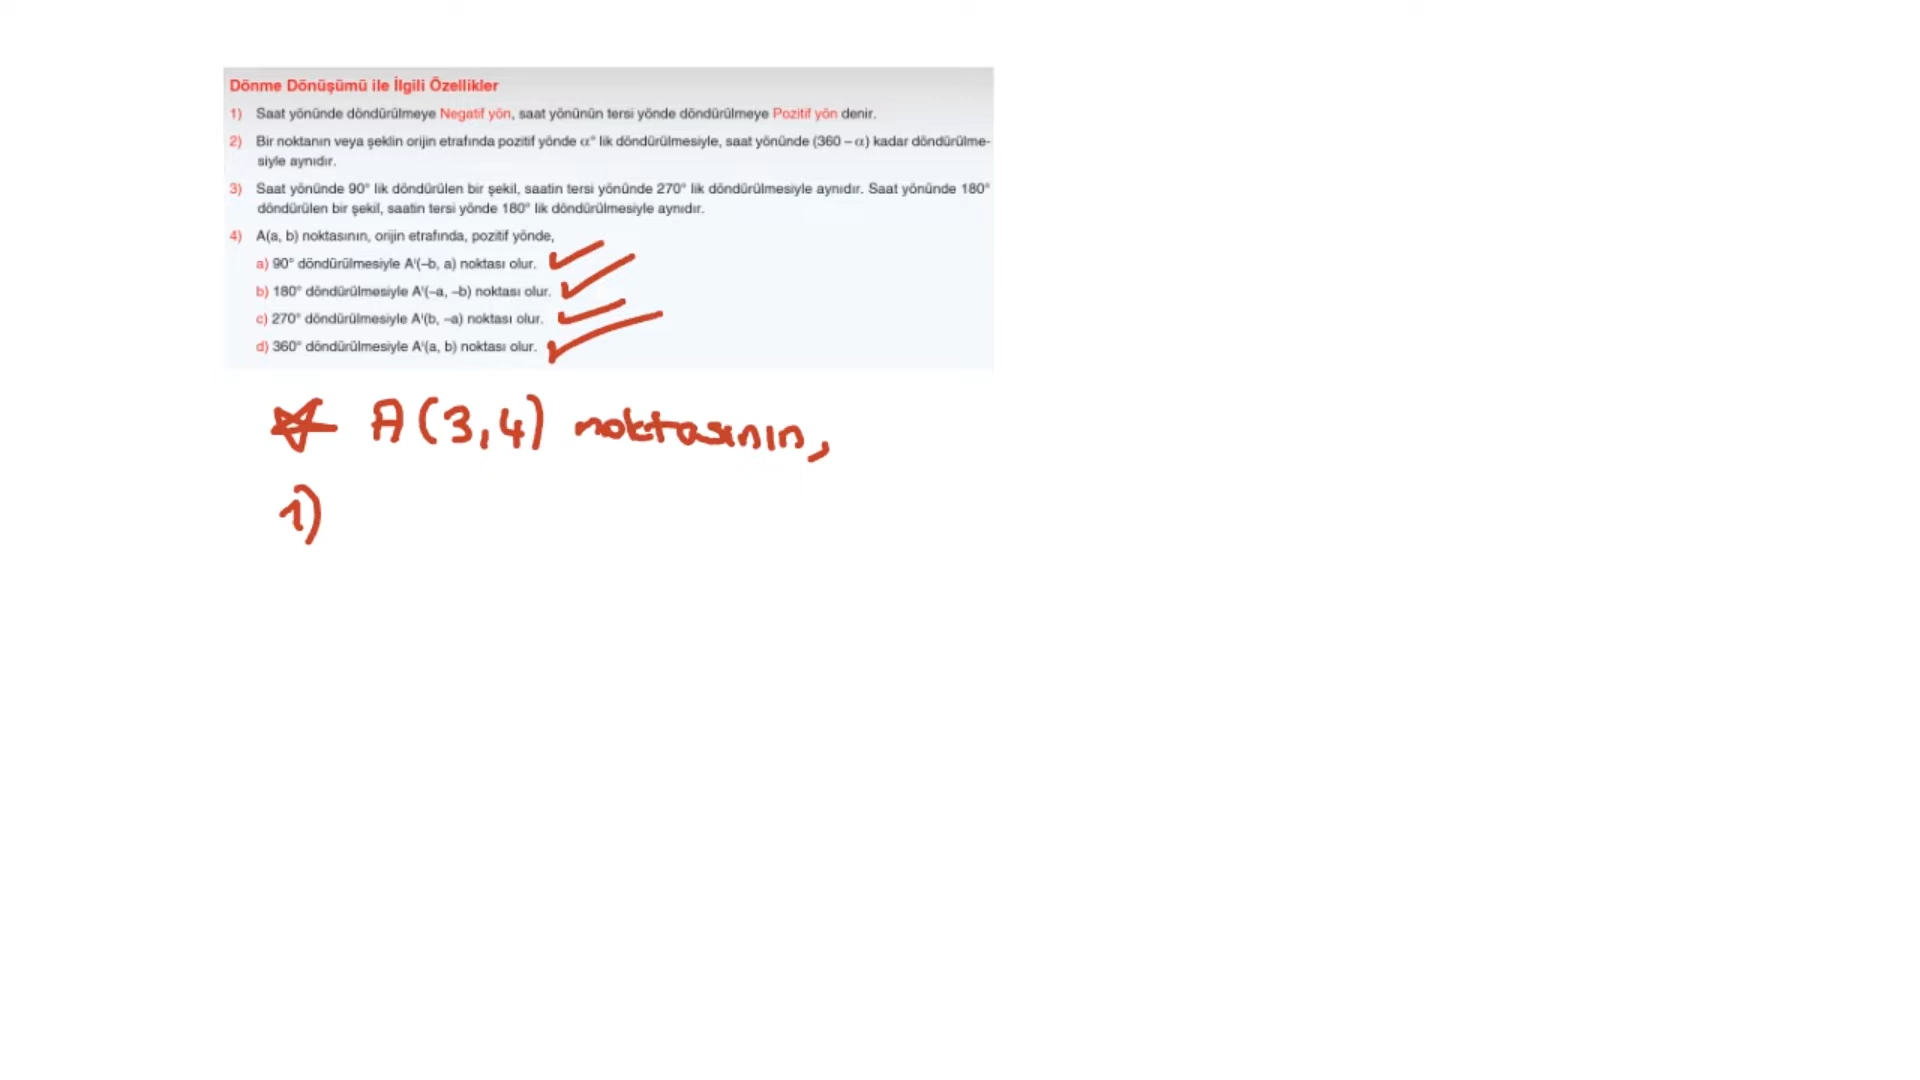 Dönme Dönüşümü ile İlgili Özellikler
1) Saat yönünde döndürülmeye Negatif yön, saat yönünün tersi yönde döndürülmeye Pozitif yön denir.
2) Bir noktanın veya şeklin orijin etrafında pozitif yönde α° lik döndürülmesiyle, saat yönünde (360 – α) kadar döndürülme-
siyle aynıdır.
3) Saat yönünde 90° lik döndürülen bir şekil, saatin tersi yönünde 270° lik döndürülmesiyle aynıdır. Saat yönünde 180°
döndürülen bir şekil, saatin tersi yönde 180° lik döndürülmesiyle aynıdır.
4) A(a, b) noktasının, orijin etrafında, pozitif yönde,
a) 90° döndürülmesiyle A'(–b, a) noktası olur.
b) 180° döndürülmesiyle A'(–a, –b) noktası olur.
c) 270° döndürülmesiyle A'(b, –a) noktası olur.
d) 360° döndürülmesiyle A'(a, b) noktası olur.
A(3,4) noktasının,
1)